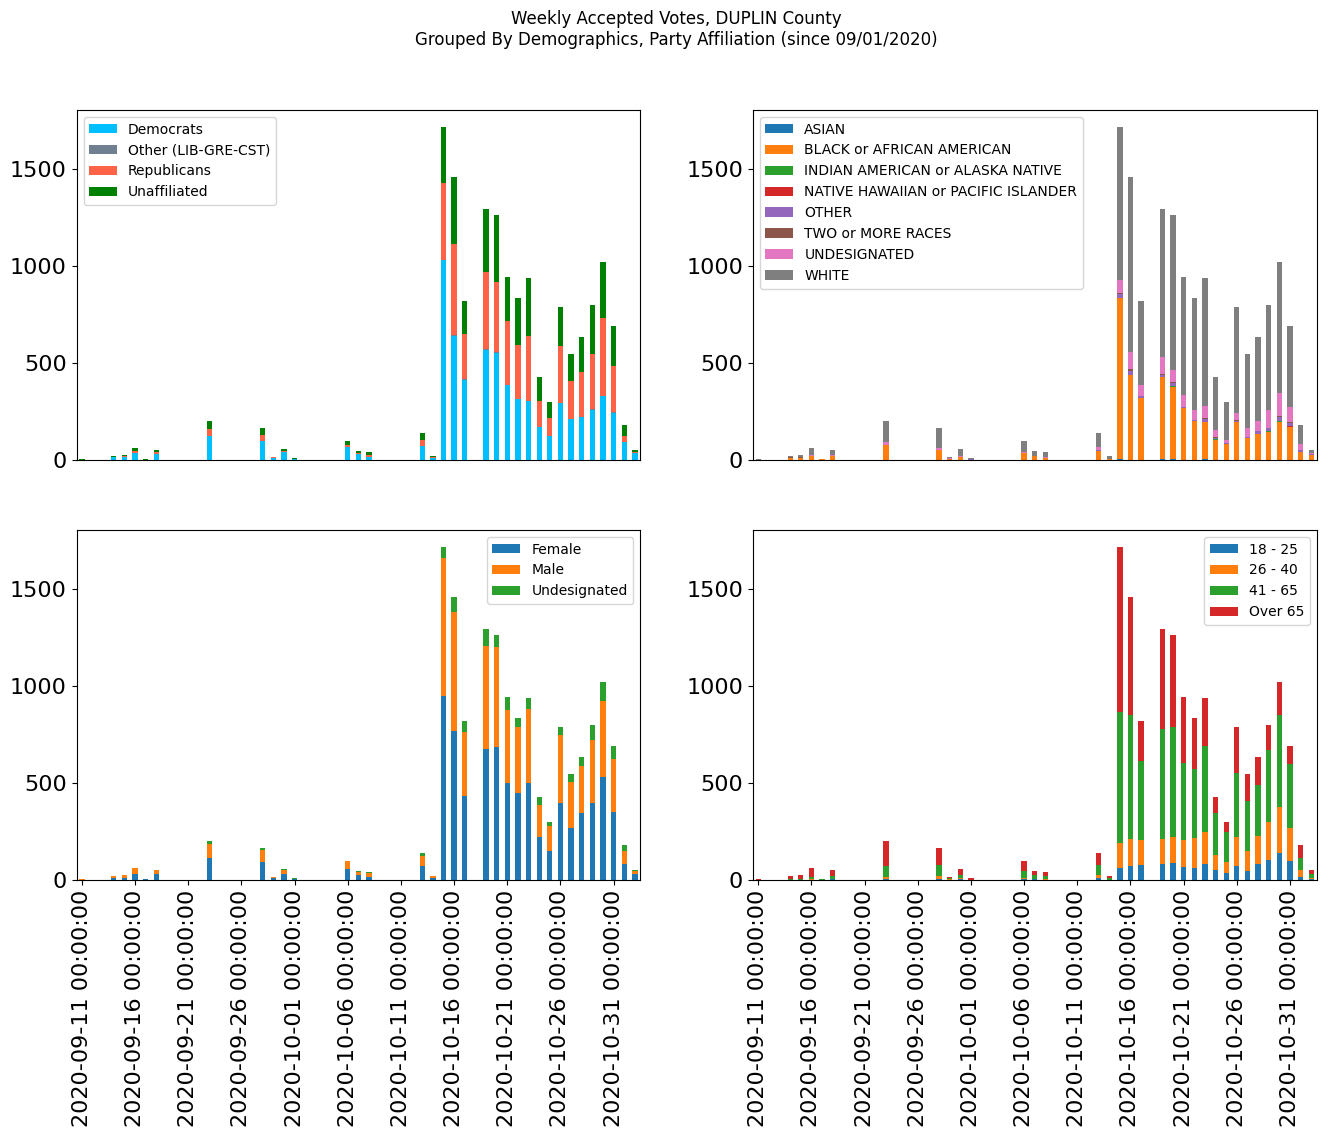 Weekly Accepted Votes, DUPLIN County
Grouped By Demographics, Party Affiliation (since 09/01/2020)
1500
1000
500
0
Democrats
Other (LIB-GRE-CST)
Republicans
Unaffiliated
1500
1000
500
0
ASIAN
BLACK or AFRICAN AMERICAN
INDIAN AMERICAN or ALASKA NATIVE
NATIVE HAWAIIAN or PACIFIC ISLANDER
OTHER
TWO or MORE RACES
UNDESIGNATED
WHITE
1500
1000
500
0
Female
Male
Undesignated
2020-09-11 00:00:00
2020-09-16 00:00:00
2020-09-21 00:00:00
2020-09-26 00:00:00
2020-10-01 00:00:00
2020-10-06 00:00:00
2020-10-11 00:00:00
2020-10-16 00:00:00
2020-10-21 00:00:00
2020-10-26 00:00:00
2020-10-31 00:00:00
1500
1000
500
0
18 - 25
26 - 40
41 - 65
Over 65
2020-09-11 00:00:00
2020-09-16 00:00:00
2020-09-21 00:00:00
2020-09-26 00:00:00
2020-10-01 00:00:00
2020-10-06 00:00:00
2020-10-11 00:00:00
2020-10-16 00:00:00
2020-10-21 00:00:00
2020-10-26 00:00:00
2020-10-31 00:00:00